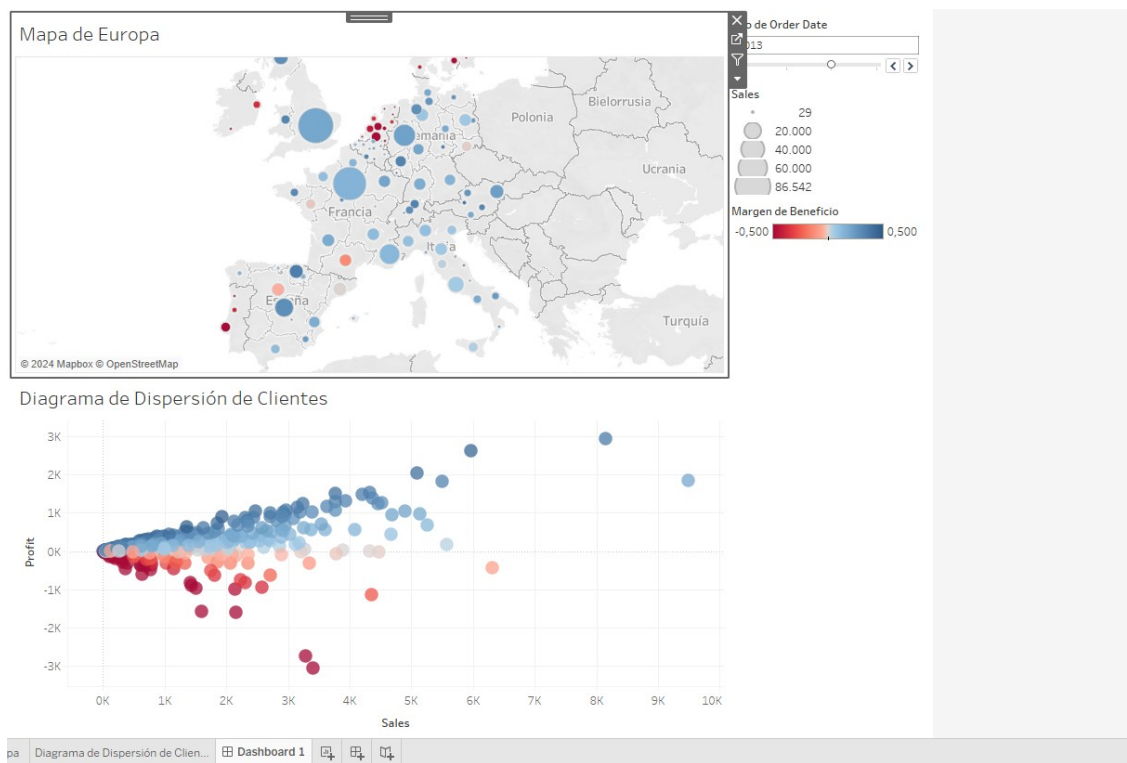 Mapa de Europa
o de Order Date
013
Bielorrusia
Polonia
emania
Ucrania
Francia
Italia
España
Turquía
© 2024 Mapbox © OpenStreetMap
Sales
29
20.000
40.000
60.000
86.542
Margen de Beneficio
-0,500 0,500
Diagrama de Dispersión de Clientes
Profit
3K
2K
1K
0K
-1K
-2K
-3K
0K 1K 2K 3K 4K 5K 6K 7K 8K 9K 10K
Sales
pa Diagrama de Dispersión de Clien... Dashboard 1